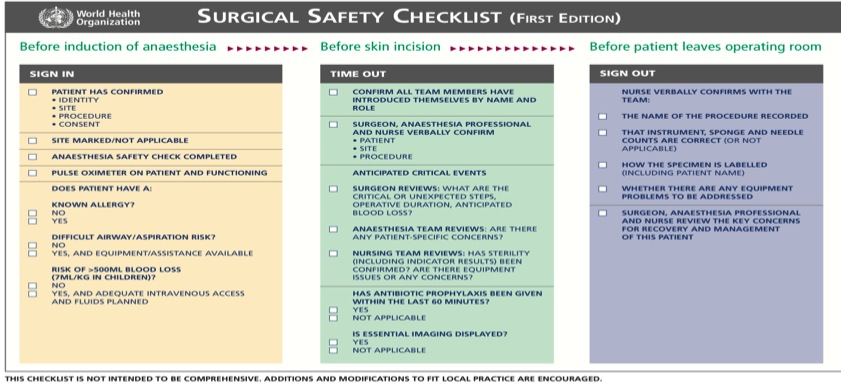 World Health
Organization
SURGICAL SAFETY CHECKLIST (FIRST EDITION)
Before induction of anaesthesia
Before skin incision
Before patient leaves operating room
SIGN IN
PATIENT HAS CONFIRMED
• IDENTITY
• SITE
• PROCEDURE
• CONSENT
SITE MARKED/NOT APPLICABLE
ANAESTHESIA SAFETY CHECK COMPLETED
PULSE OXIMETER ON PATIENT AND FUNCTIONING
DOES PATIENT HAVE A:
KNOWN ALLERGY?
NO
YES
DIFFICULT AIRWAY/ASPIRATION RISK?
NO
YES, AND EQUIPMENT/ASSISTANCE AVAILABLE
RISK OF >500ML BLOOD LOSS
(7ML/KG IN CHILDREN)?
NO
YES, AND ADEQUATE INTRAVENOUS ACCESS
AND FLUIDS PLANNED
TIME OUT
CONFIRM ALL TEAM MEMBERS HAVE
INTRODUCED THEMSELVES BY NAME AND
ROLE
SURGEON, ANAESTHESIA PROFESSIONAL
AND NURSE VERBALLY CONFIRM
• PATIENT
• SITE
• PROCEDURE
ANTICIPATED CRITICAL EVENTS
SURGEON REVIEWS: WHAT ARE THE
CRITICAL OR UNEXPECTED STEPS,
OPERATIVE DURATION, ANTICIPATED
BLOOD LOSS?
ANAESTHESIA TEAM REVIEWS: ARE THERE
ANY PATIENT-SPECIFIC CONCERNS?
NURSING TEAM REVIEWS: HAS STERILITY
(INCLUDING INDICATOR RESULTS) BEEN
CONFIRMED? ARE THERE EQUIPMENT
ISSUES OR ANY CONCERNS?
HAS ANTIBIOTIC PROPHYLAXIS BEEN GIVEN
WITHIN THE LAST 60 MINUTES?
YES
NOT APPLICABLE
IS ESSENTIAL IMAGING DISPLAYED?
YES
NOT APPLICABLE
SIGN OUT
NURSE VERBALLY CONFIRMS WITH THE
TEAM:
THE NAME OF THE PROCEDURE RECORDED
THAT INSTRUMENT, SPONGE AND NEEDLE
COUNTS ARE CORRECT (OR NOT
APPLICABLE)
HOW THE SPECIMEN IS LABELLED
(INCLUDING PATIENT NAME)
WHETHER THERE ARE ANY EQUIPMENT
PROBLEMS TO BE ADDRESSED
SURGEON, ANAESTHESIA PROFESSIONAL
AND NURSE REVIEW THE KEY CONCERNS
FOR RECOVERY AND MANAGEMENT
OF THIS PATIENT
THIS CHECKLIST IS NOT INTENDED TO BE COMPREHENSIVE. ADDITIONS AND MODIFICATIONS TO FIT LOCAL PRACTICE ARE ENCOURAGED.